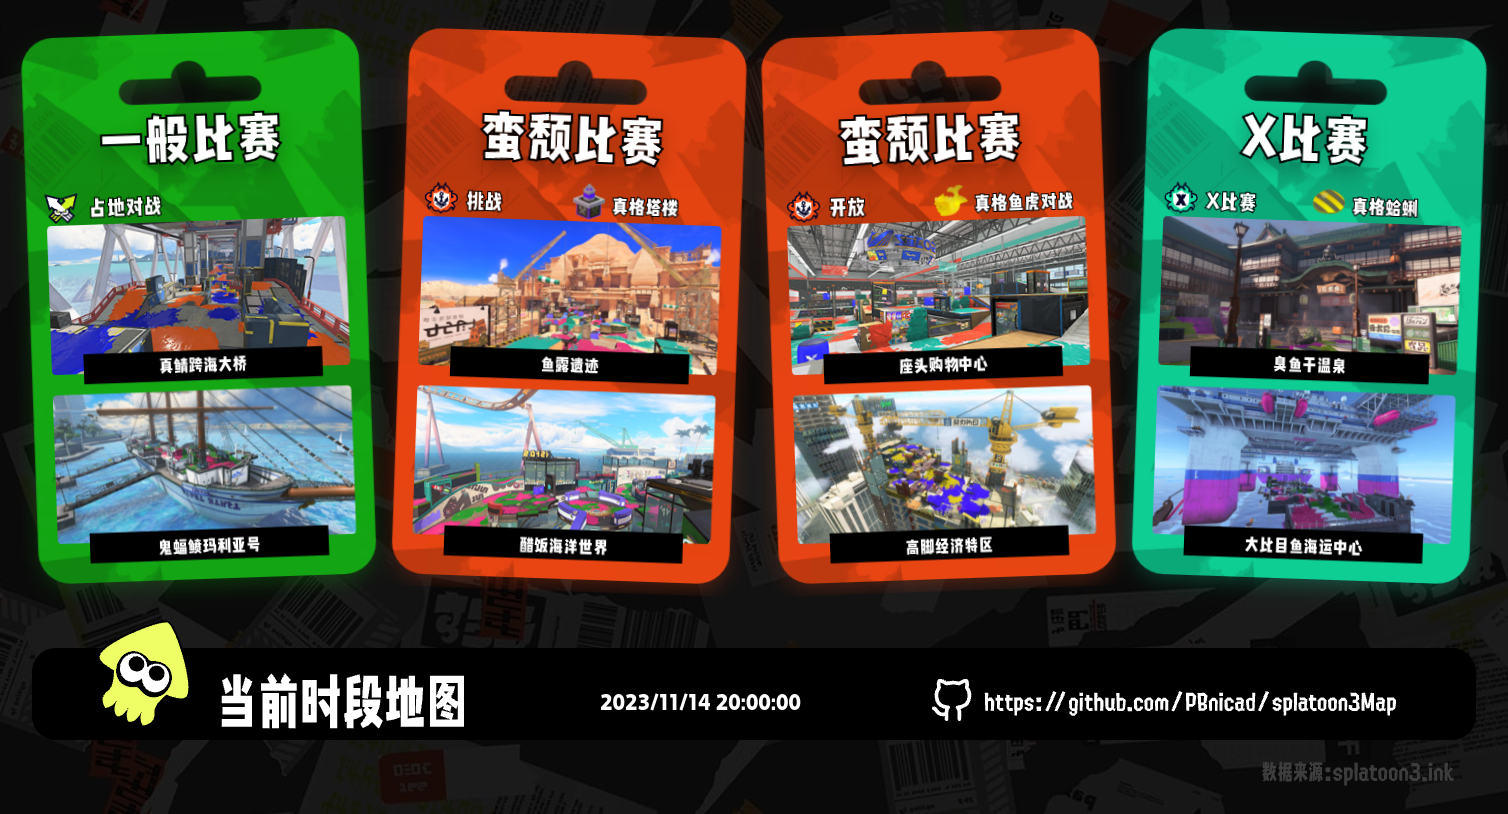 一般比赛
占地对战
真鲭跨海大桥
鬼蝠鲼玛利亚号
蛮颓比赛
挑战
真格塔楼
鱼露遗迹
醋饭海洋世界
蛮颓比赛
开放
真格鱼虎对战
座头购物中心
高脚经济特区
X比赛
X比赛
真格蛤蜊
臭鱼干温泉
大比目鱼海运中心
当前时段地图
2023/11/14 20:00:00
https://github.com/PBnicad/splatoon3Map
数据来源:splatoon3.ink